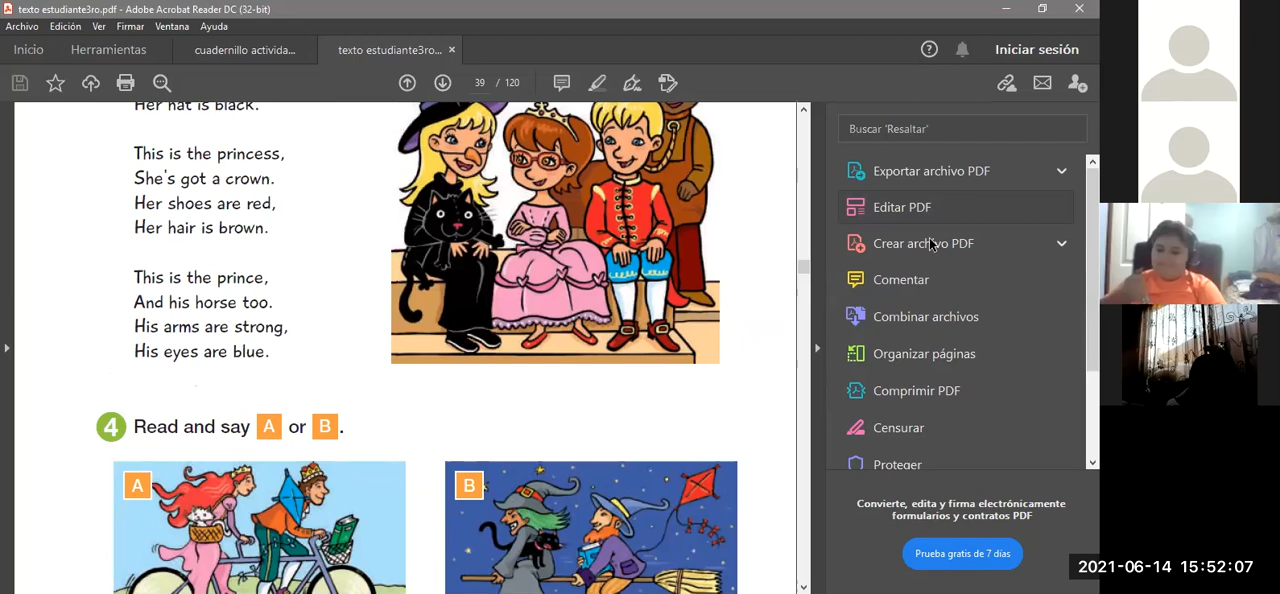 texto estudiante3ro.pdf - Adobe Acrobat Reader DC (32-bit)
Archivo Edición Ver Firmar Ventana Ayuda
Inicio Herramientas cuadernillo activida... texto estudiante3ro... × Iniciar sesión
39 / 120
Her hat is black.
This is the princess,
She's got a crown.
Her shoes are red,
Her hair is brown.
This is the prince,
And his horse too.
His arms are strong,
His eyes are blue.
4 Read and say A or B.
A
B
Buscar 'Resaltar'
Exportar archivo PDF
Editar PDF
Crear archivo PDF
Comentar
Combinar archivos
Organizar páginas
Comprimir PDF
Censurar
Proteger
Convierte, edita y firma electrónicamente
formularios y contratos PDF
Prueba gratis de 7 días
2021-06-14 15:52:07